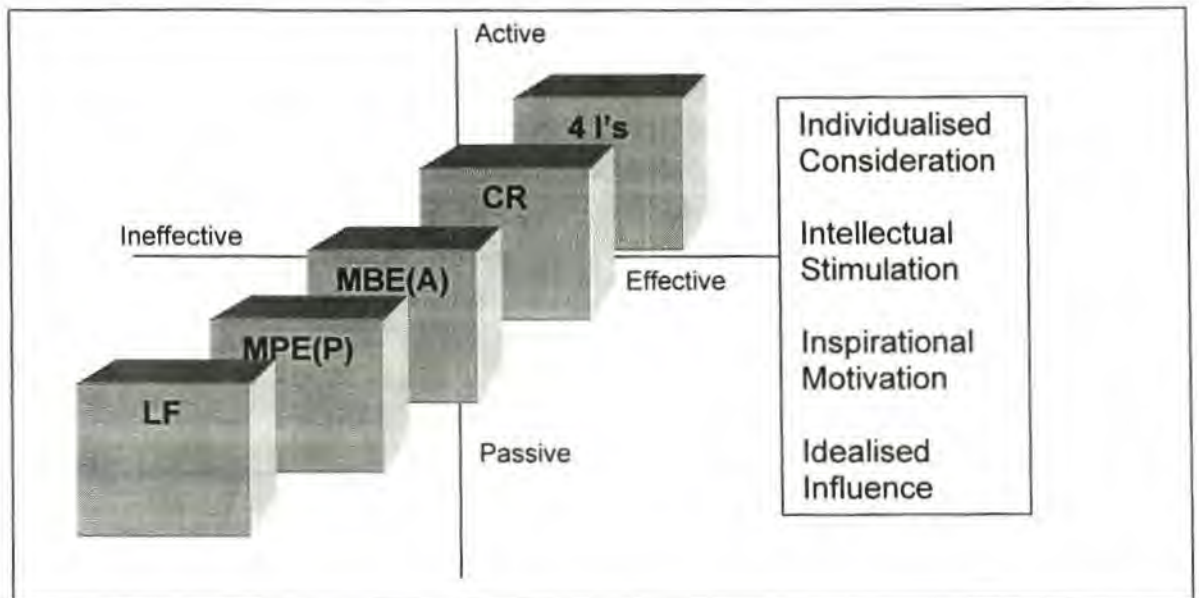 Active
4 I's
CR
Ineffective
Effective
MBE(A)
MPE(P)
LF
Passive
Individualised
Consideration
Intellectual
Stimulation
Inspirational
Motivation
Idealised
Influence